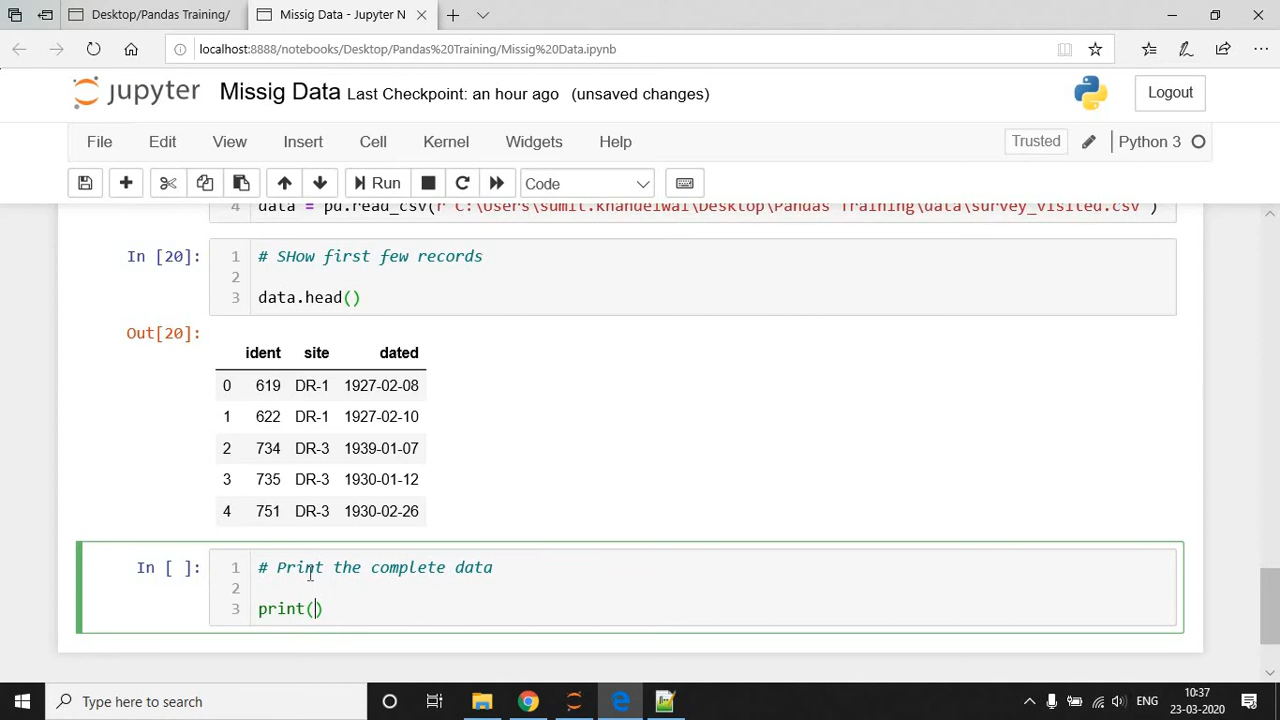 Desktop/Pandas Training/
Missig Data - Jupyter N
localhost:8888/notebooks/Desktop/Pandas%20Training/Missig%20Data.ipynb
jupyter Missig Data Last Checkpoint: an hour ago (unsaved changes)
Logout
File Edit View Insert Cell Kernel Widgets Help
Trusted Python 3
Run Code
4 data = pd.read_csv(r"C:\Users\sumit.khandelwal\Desktop\Pandas Training\data\survey_visited.csv")
In [20]: 1 # SHow first few records
2
3 data.head()
Out[20]:
ident site dated
0 619 DR-1 1927-02-08
1 622 DR-1 1927-02-10
2 734 DR-3 1939-01-07
3 735 DR-3 1930-01-12
4 751 DR-3 1930-02-26
In [ ]: 1 # Print the complete data
2
3 print()
Type here to search
ENG
10:37
23-03-2020